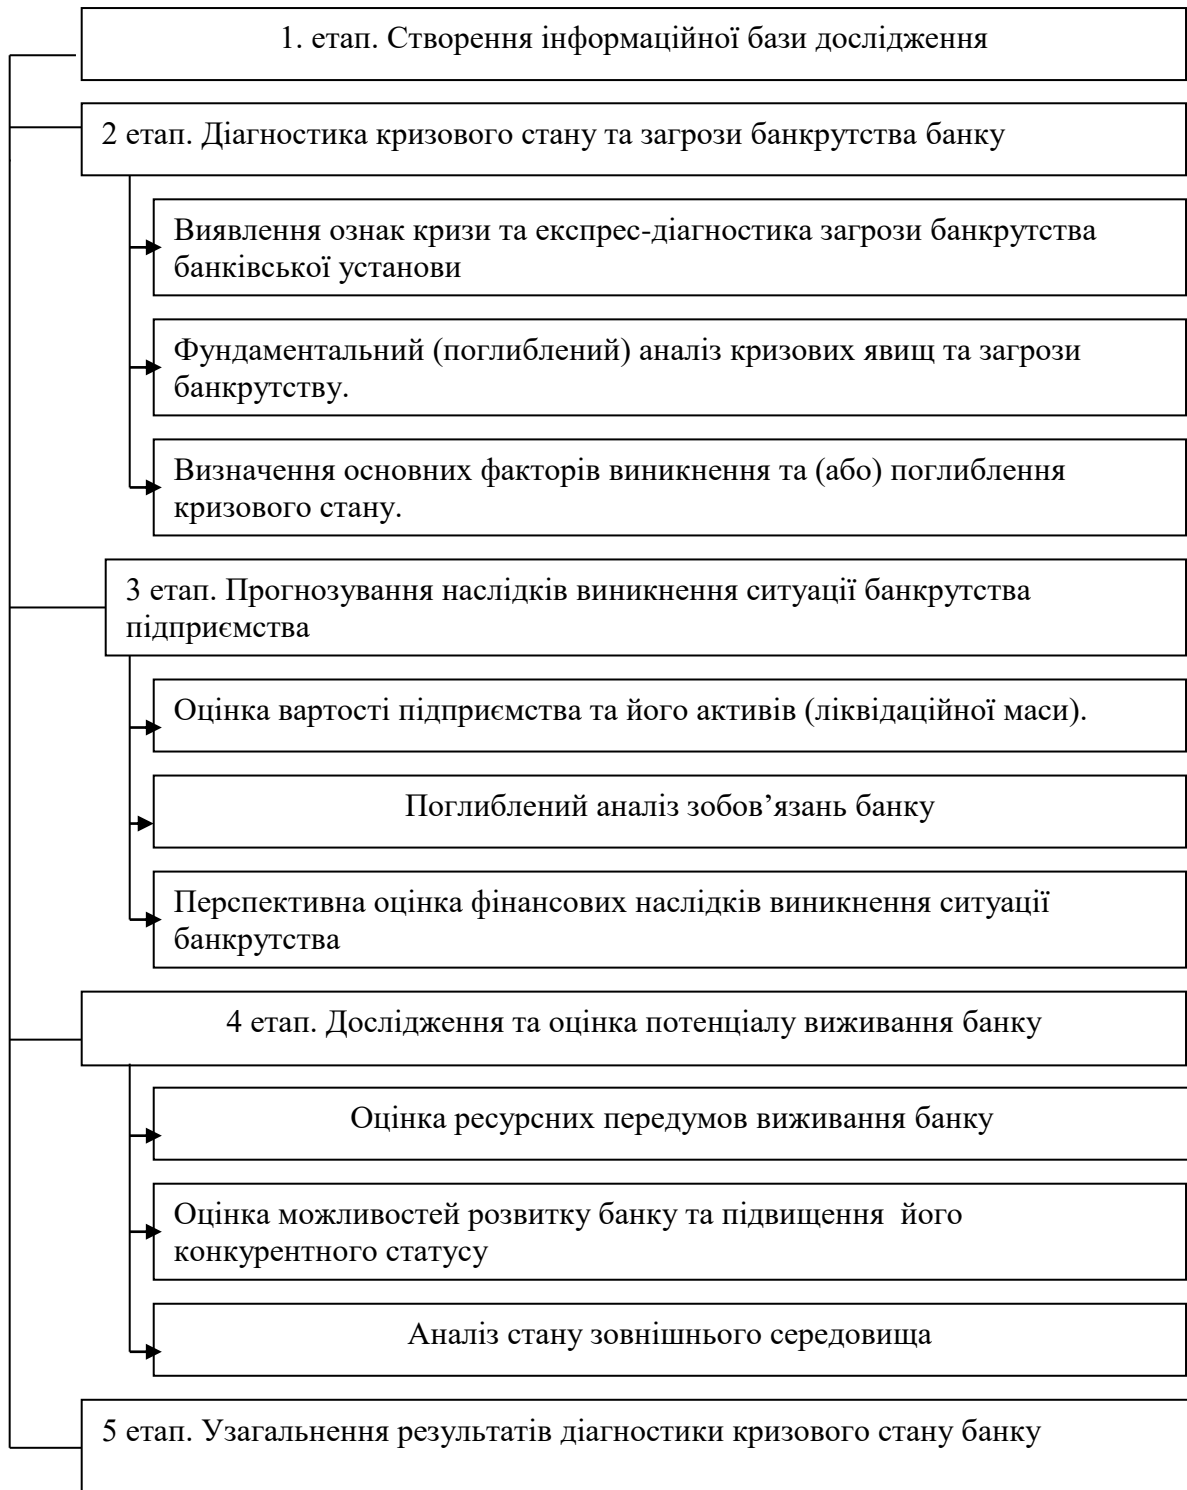 1. етап. Створення інформаційної бази дослідження
2 етап. Діагностика кризового стану та загрози банкрутства банку
Виявлення ознак кризи та експрес-діагностика загрози банкрутства
банківської установи
Фундаментальний (поглиблений) аналіз кризових явищ та загрози
банкрутству.
Визначення основних факторів виникнення та (або) поглиблення
кризового стану.
3 етап. Прогнозування наслідків виникнення ситуації банкрутства
підприємства
Оцінка вартості підприємства та його активів (ліквідаційної маси).
Поглиблений аналіз зобов’язань банку
Перспективна оцінка фінансових наслідків виникнення ситуації
банкрутства
4 етап. Дослідження та оцінка потенціалу виживання банку
Оцінка ресурсних передумов виживання банку
Оцінка можливостей розвитку банку та підвищення  його
конкурентного статусу
Аналіз стану зовнішнього середовища
5 етап. Узагальнення результатів діагностики кризового стану банку